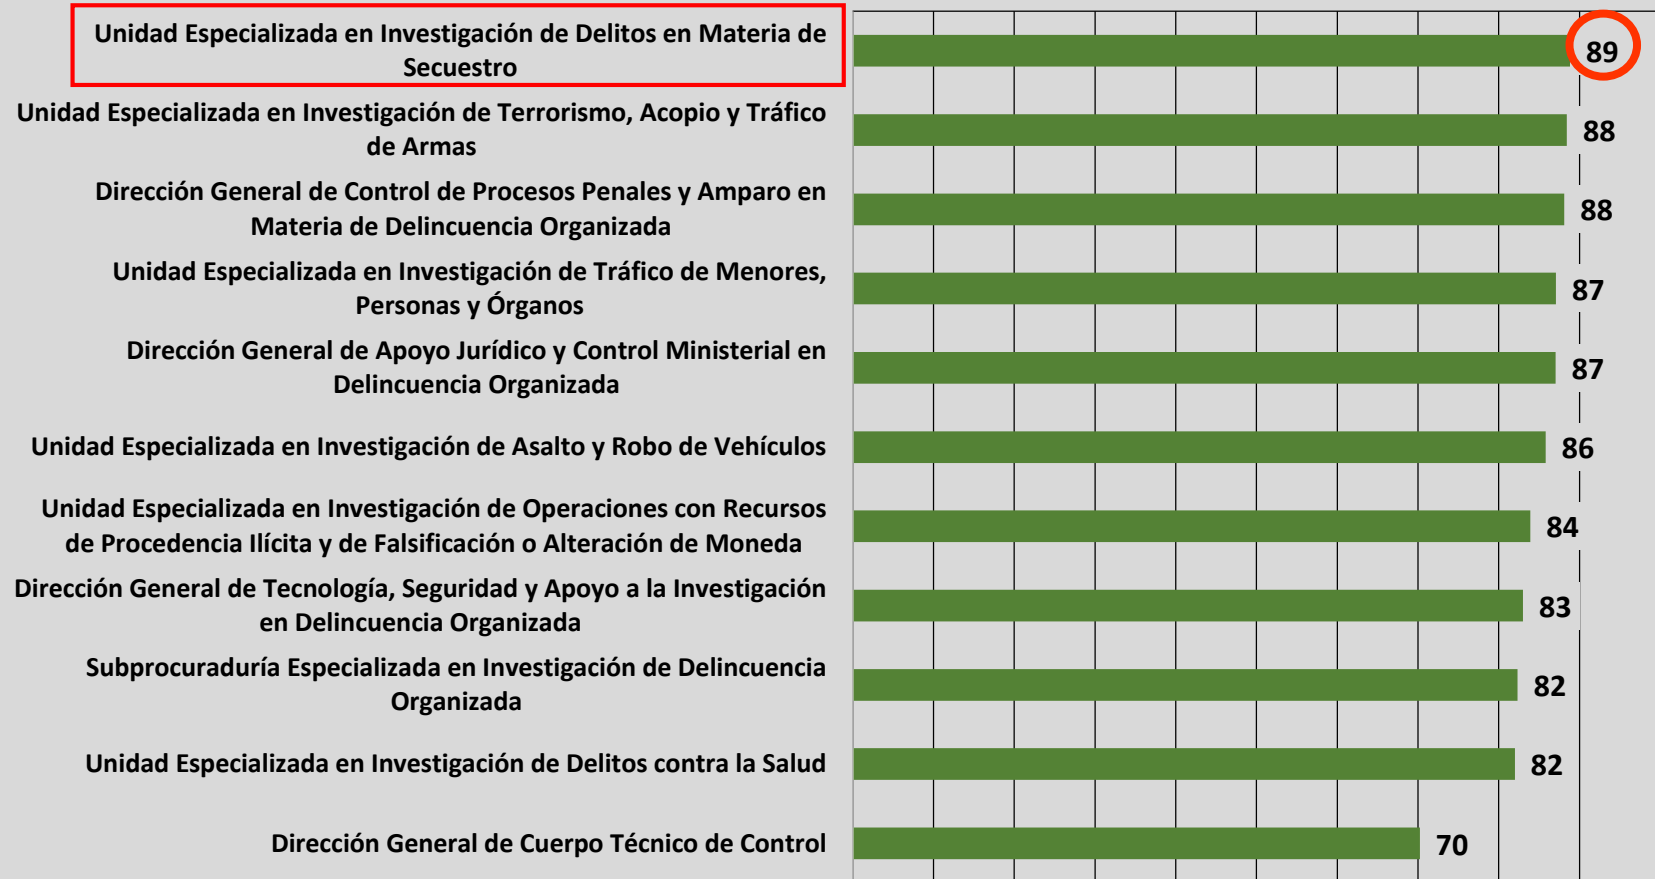 Unidad Especializada en Investigación de Delitos en Materia de
Secuestro
89
Unidad Especializada en Investigación de Terrorismo, Acopio y Tráfico
de Armas
88
Dirección General de Control de Procesos Penales y Amparo en
Materia de Delincuencia Organizada
88
Unidad Especializada en Investigación de Tráfico de Menores,
Personas y Órganos
87
Dirección General de Apoyo Jurídico y Control Ministerial en
Delincuencia Organizada
87
Unidad Especializada en Investigación de Asalto y Robo de Vehículos
86
Unidad Especializada en Investigación de Operaciones con Recursos
de Procedencia Ilícita y de Falsificación o Alteración de Moneda
84
Dirección General de Tecnología, Seguridad y Apoyo a la Investigación
en Delincuencia Organizada
83
Subprocuraduría Especializada en Investigación de Delincuencia
Organizada
82
Unidad Especializada en Investigación de Delitos contra la Salud
82
Dirección General de Cuerpo Técnico de Control
70